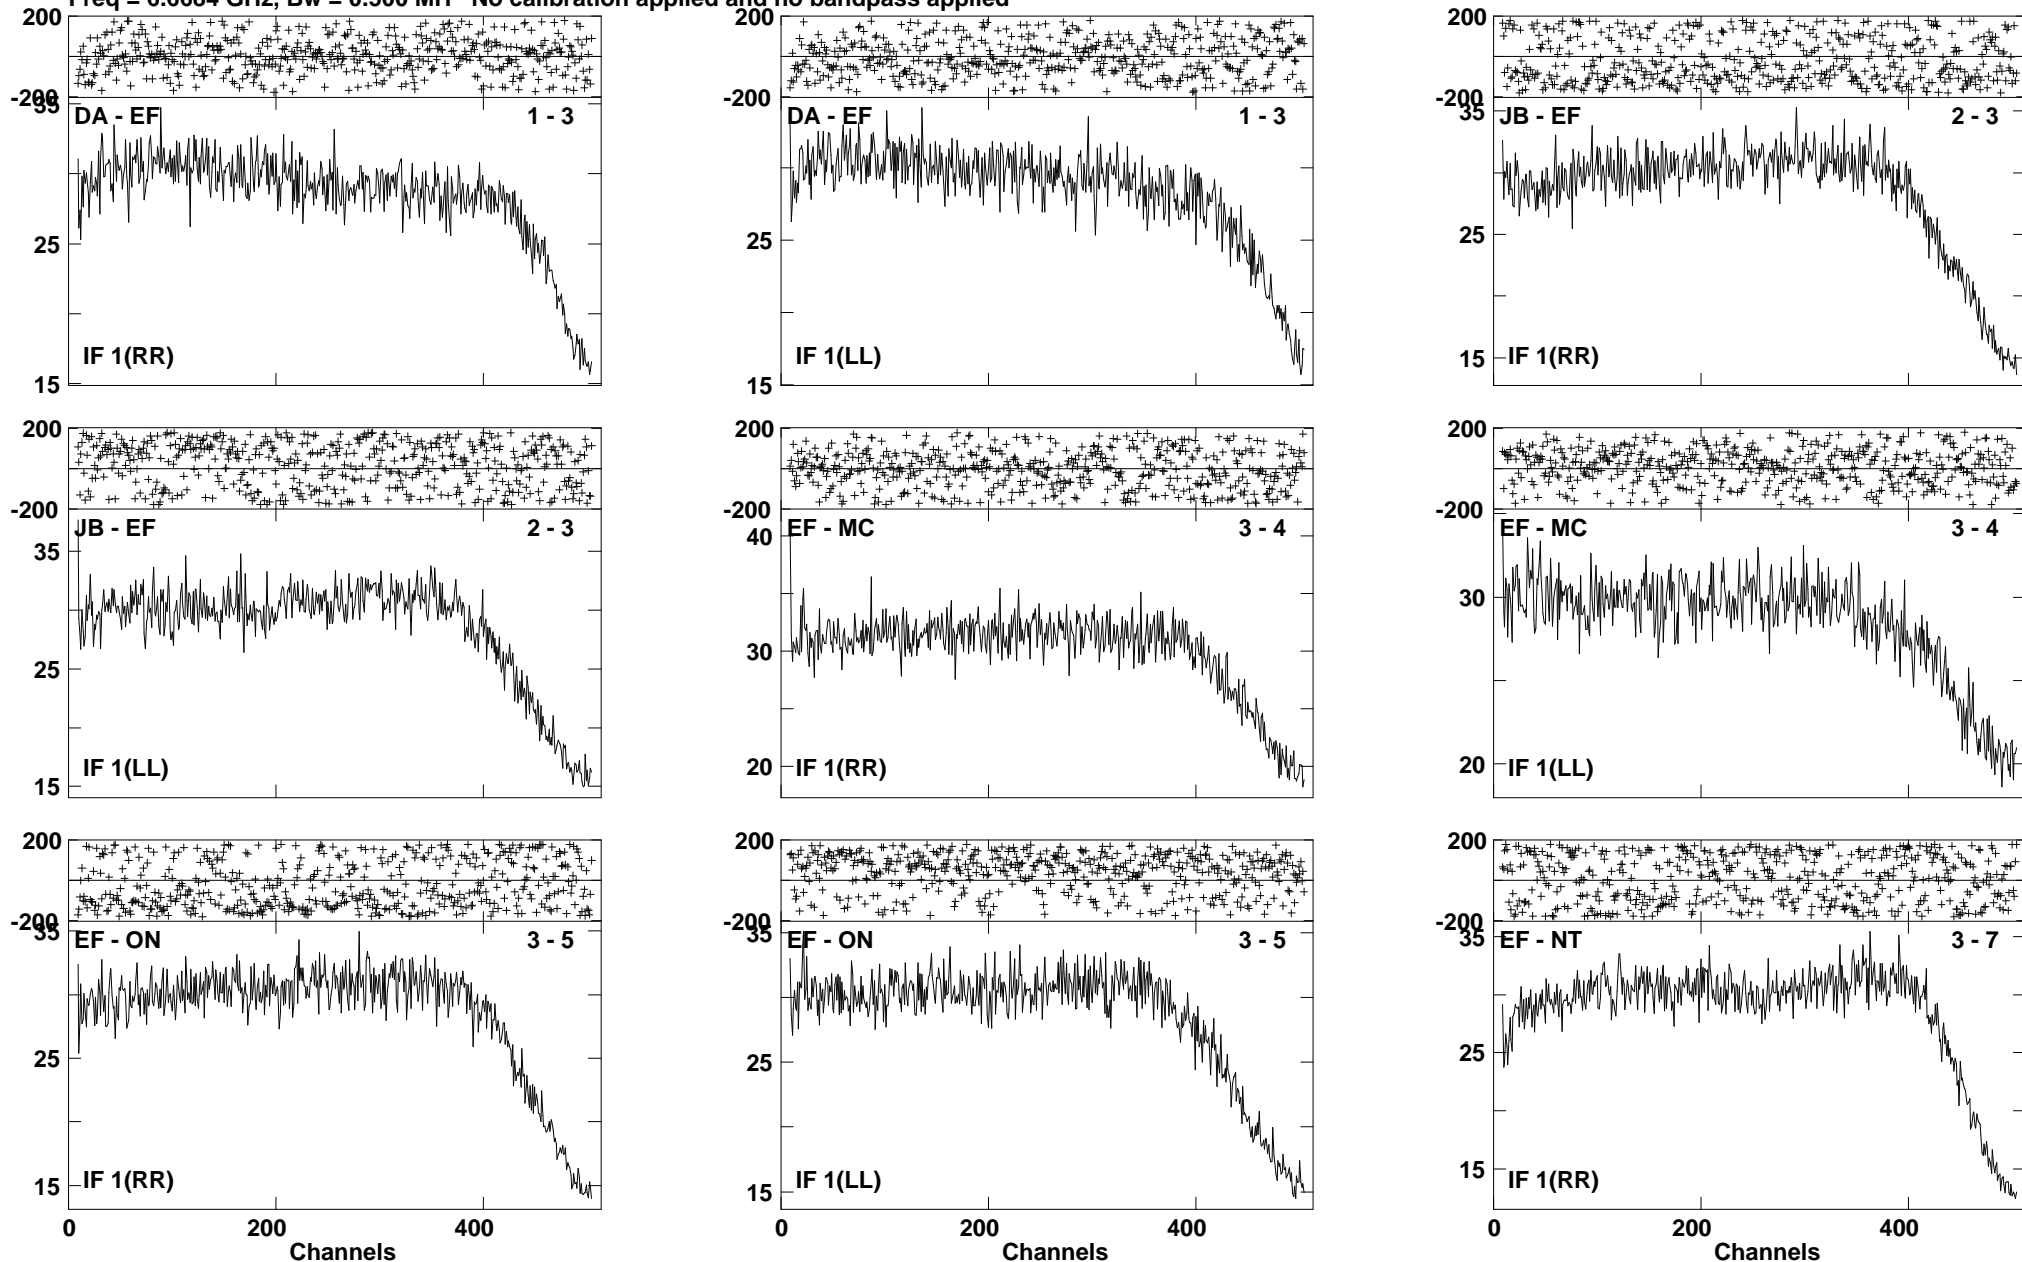 Freq = 6.6684 GHz, Bw = 0.500 MH No calibration applied and no bandpass applied
200
-200
35
25
15
DA - EF
1 - 3
IF 1(RR)
200
-200
25
15
DA - EF
1 - 3
IF 1(LL)
200
-200
35
25
15
JB - EF
2 - 3
IF 1(RR)
200
-200
35
25
15
JB - EF
2 - 3
IF 1(LL)
200
-200
40
30
20
EF - MC
3 - 4
IF 1(RR)
200
-200
30
20
EF - MC
3 - 4
IF 1(LL)
200
-200
35
25
15
EF - ON
3 - 5
IF 1(RR)
0
200
400
Channels
200
-200
35
25
15
EF - ON
3 - 5
IF 1(LL)
0
200
400
Channels
200
-200
35
25
15
EF - NT
3 - 7
IF 1(RR)
0
200
400
Channels